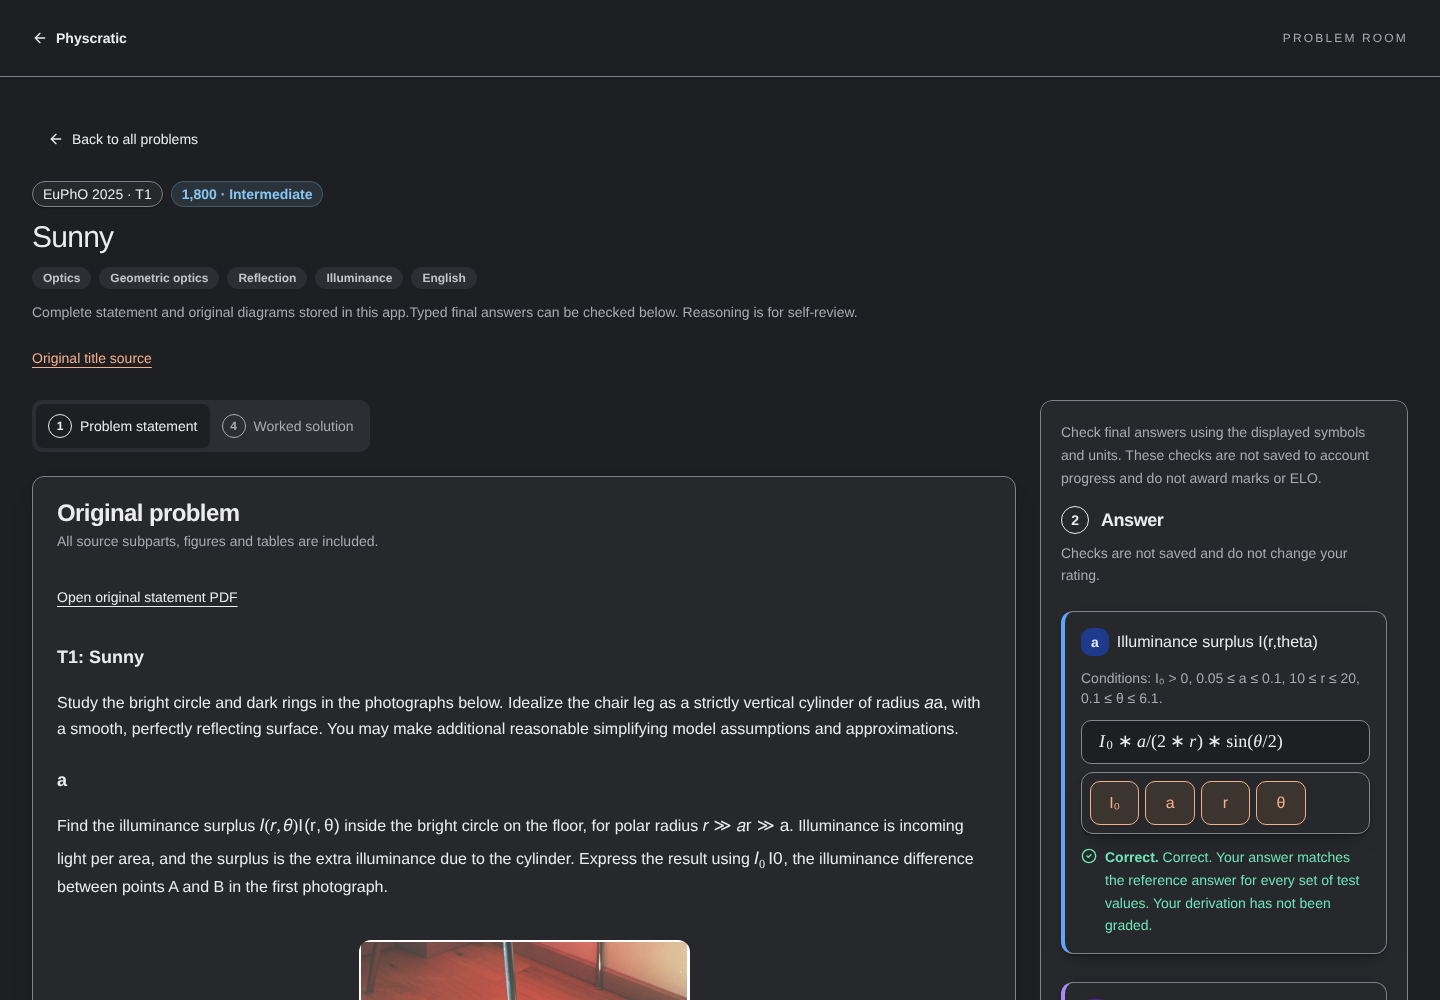 Physcratic
PROBLEM ROOM
Back to all problems
EuPhO 2025 · T1
1,800 · Intermediate
Sunny
Optics
Geometric optics
Reflection
Illuminance
English
Complete statement and original diagrams stored in this app.Typed final answers can be checked below. Reasoning is for self-review.
Original title source
1 Problem statement
4 Worked solution
Original problem
All source subparts, figures and tables are included.
Open original statement PDF
T1: Sunny
Study the bright circle and dark rings in the photographs below. Idealize the chair leg as a strictly vertical cylinder of radius aa, with
a smooth, perfectly reflecting surface. You may make additional reasonable simplifying model assumptions and approximations.
a
Find the illuminance surplus I(r,θ)I(r, θ) inside the bright circle on the floor, for polar radius r ≫ ar ≫ a. Illuminance is incoming
light per area, and the surplus is the extra illuminance due to the cylinder. Express the result using I₀ I0, the illuminance difference
between points A and B in the first photograph.
Check final answers using the displayed symbols
and units. These checks are not saved to account
progress and do not award marks or ELO.
2 Answer
Checks are not saved and do not change your
rating.
a Illuminance surplus I(r,theta)
Conditions: I₀ > 0, 0.05 ≤ a ≤ 0.1, 10 ≤ r ≤ 20,
0.1 ≤ θ ≤ 6.1.
I₀ ∗ a/(2 ∗ r) ∗ sin(θ/2)
I₀
a
r
θ
Correct. Correct. Your answer matches
the reference answer for every set of test
values. Your derivation has not been
graded.